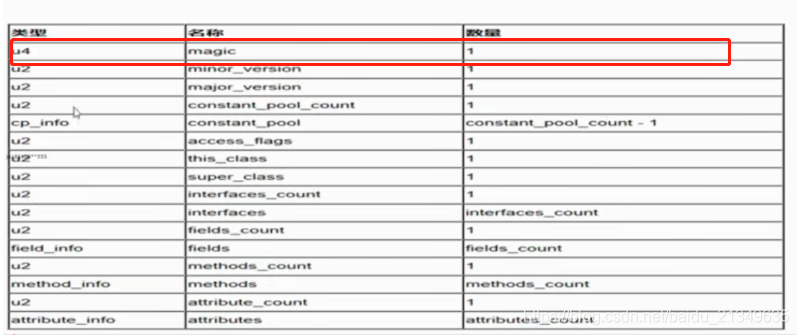 类型 名称 数量
u4 magic 1
u2 minor_version 1
u2 major_version 1
u2 constant_pool_count 1
cp_info constant_pool constant_pool_count - 1
u2 access_flags 1
u2 this_class 1
u2 super_class 1
u2 interfaces_count 1
u2 interfaces interfaces_count
u2 fields_count 1
field_info fields fields_count
u2 methods_count 1
method_info methods methods_count
u2 attribute_count 1
attribute_info attributes attributes_count
https://blog.csdn.net/baidu_21349635